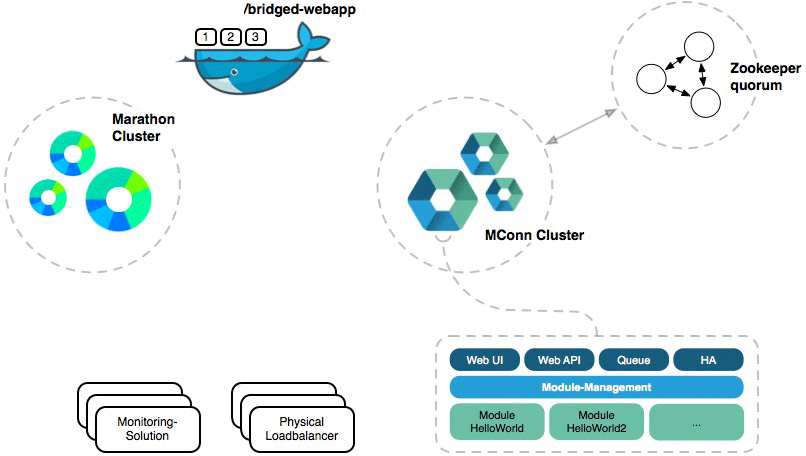 /bridged-webapp
1 2 3
Zookeeper
quorum
Marathon
Cluster
MConn Cluster
Web UI Web API Queue HA
Module-Management
Module
HelloWorld
Module
HelloWorld2
...
Monitoring-
Solution
Physical
Loadbalancer